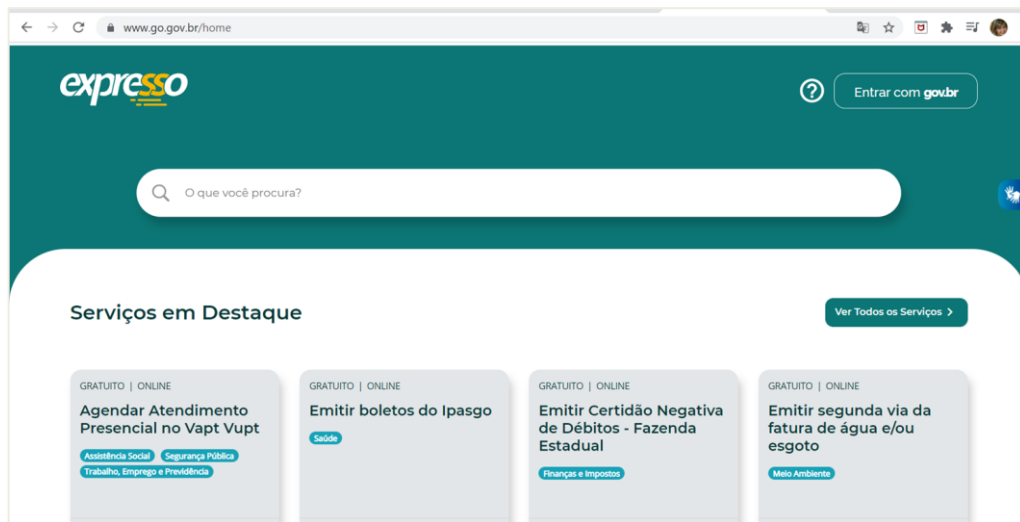 www.go.gov.br/home
expresso
Entrar com gov.br
O que você procura?
Serviços em Destaque
Ver Todos os Serviços
GRATUITO | ONLINE
Agendar Atendimento
Presencial no Vapt Vupt
Assistência Social Segurança Pública
Trabalho, Emprego e Previdência
GRATUITO | ONLINE
Emitir boletos do Ipasgo
Saúde
GRATUITO | ONLINE
Emitir Certidão Negativa
de Débitos - Fazenda
Estadual
Finanças e Impostos
GRATUITO | ONLINE
Emitir segunda via da
fatura de água e/ou
esgoto
Meio Ambiente